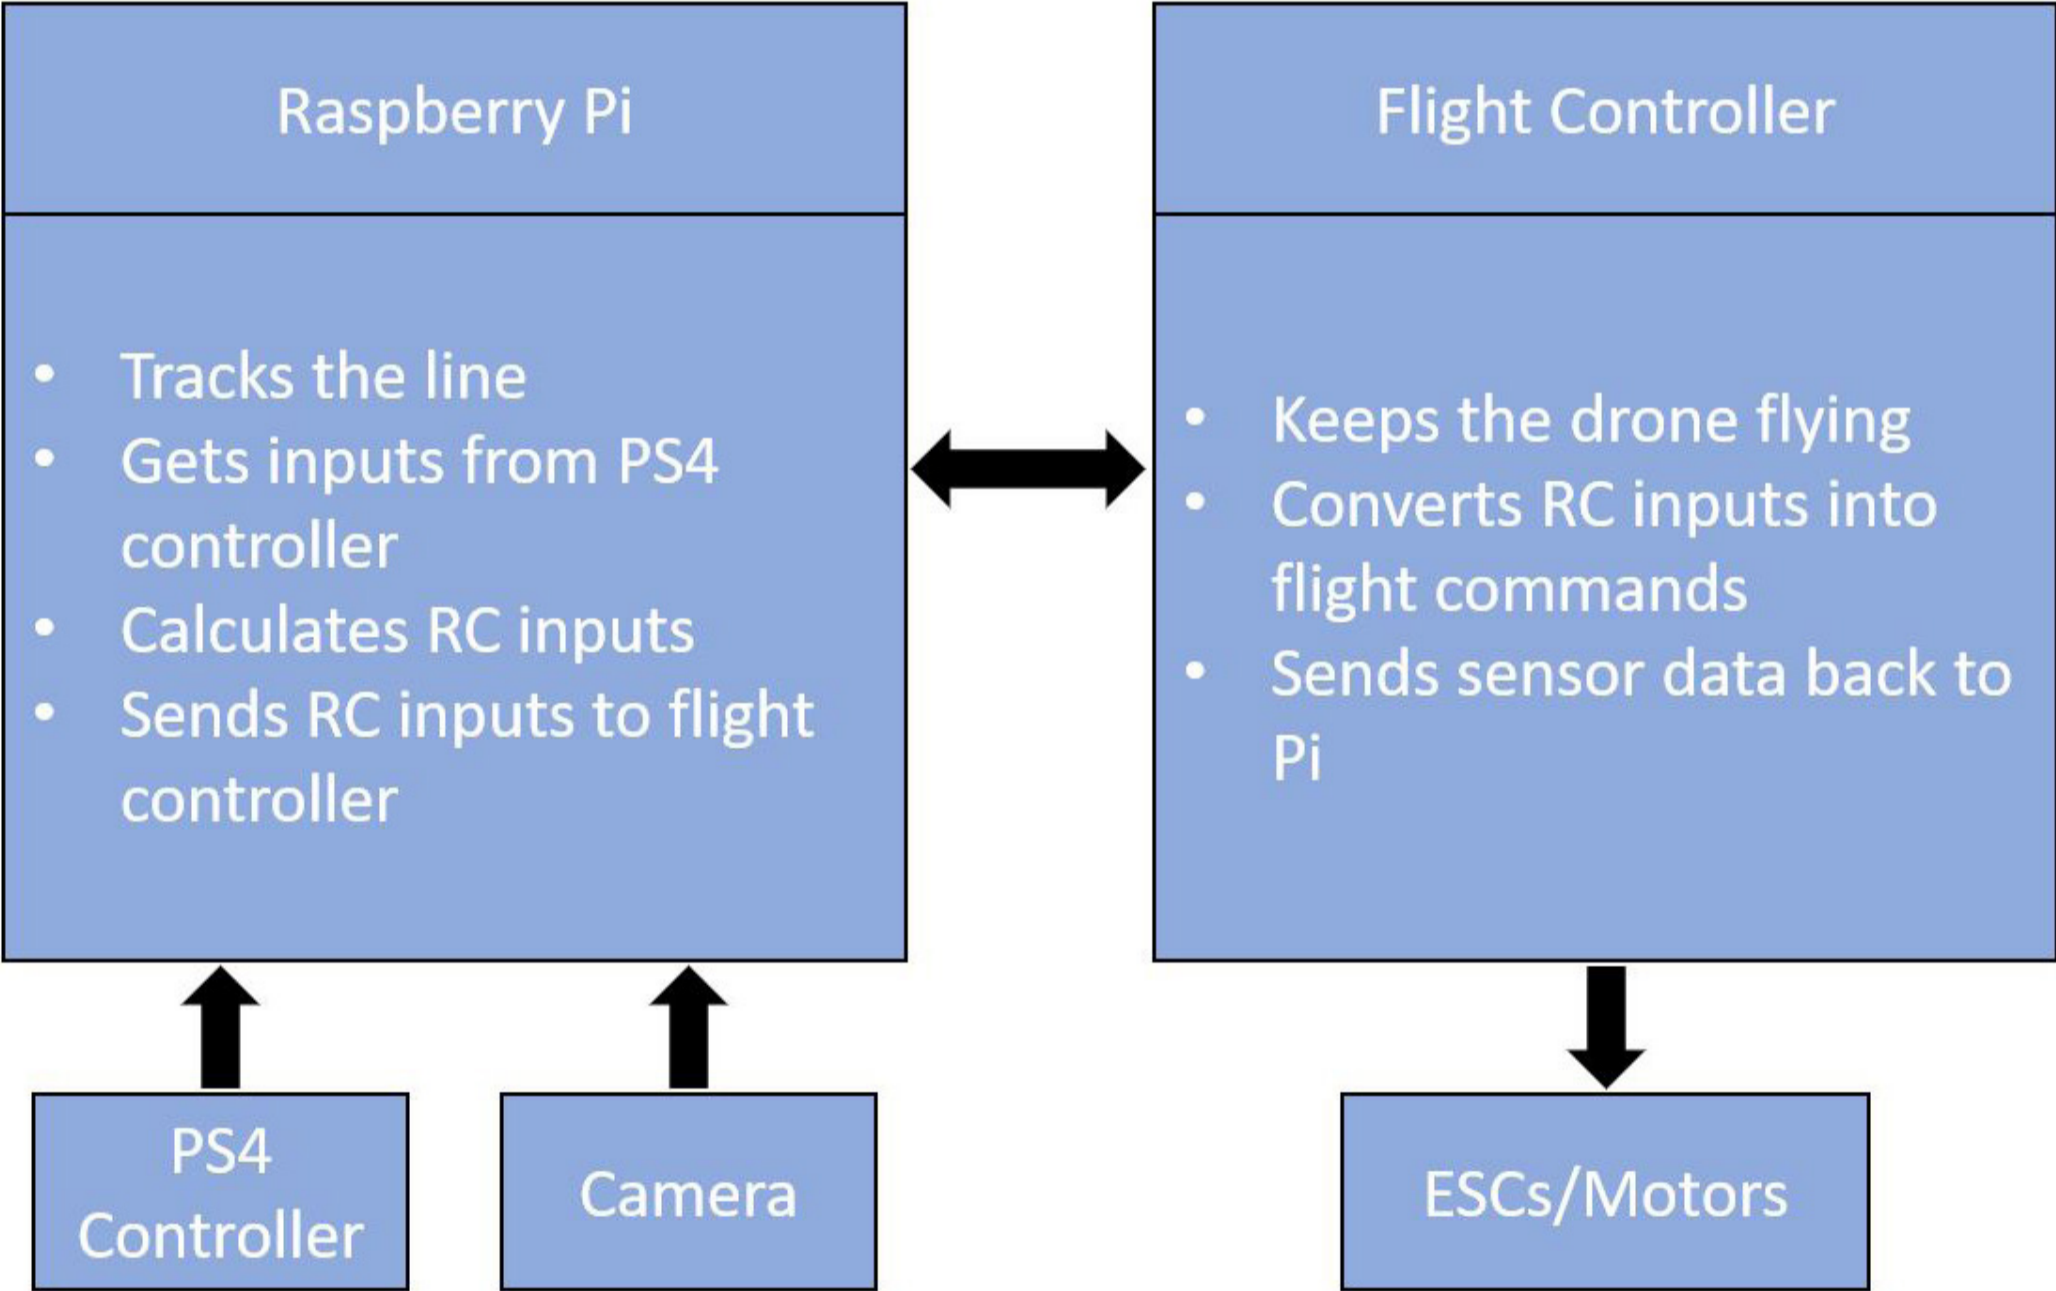 Raspberry Pi
• Tracks the line
• Gets inputs from PS4
controller
• Calculates RC inputs
• Sends RC inputs to flight
controller
Flight Controller
• Keeps the drone flying
• Converts RC inputs into
flight commands
• Sends sensor data back to
Pi
PS4
Controller
Camera
ESCs/Motors